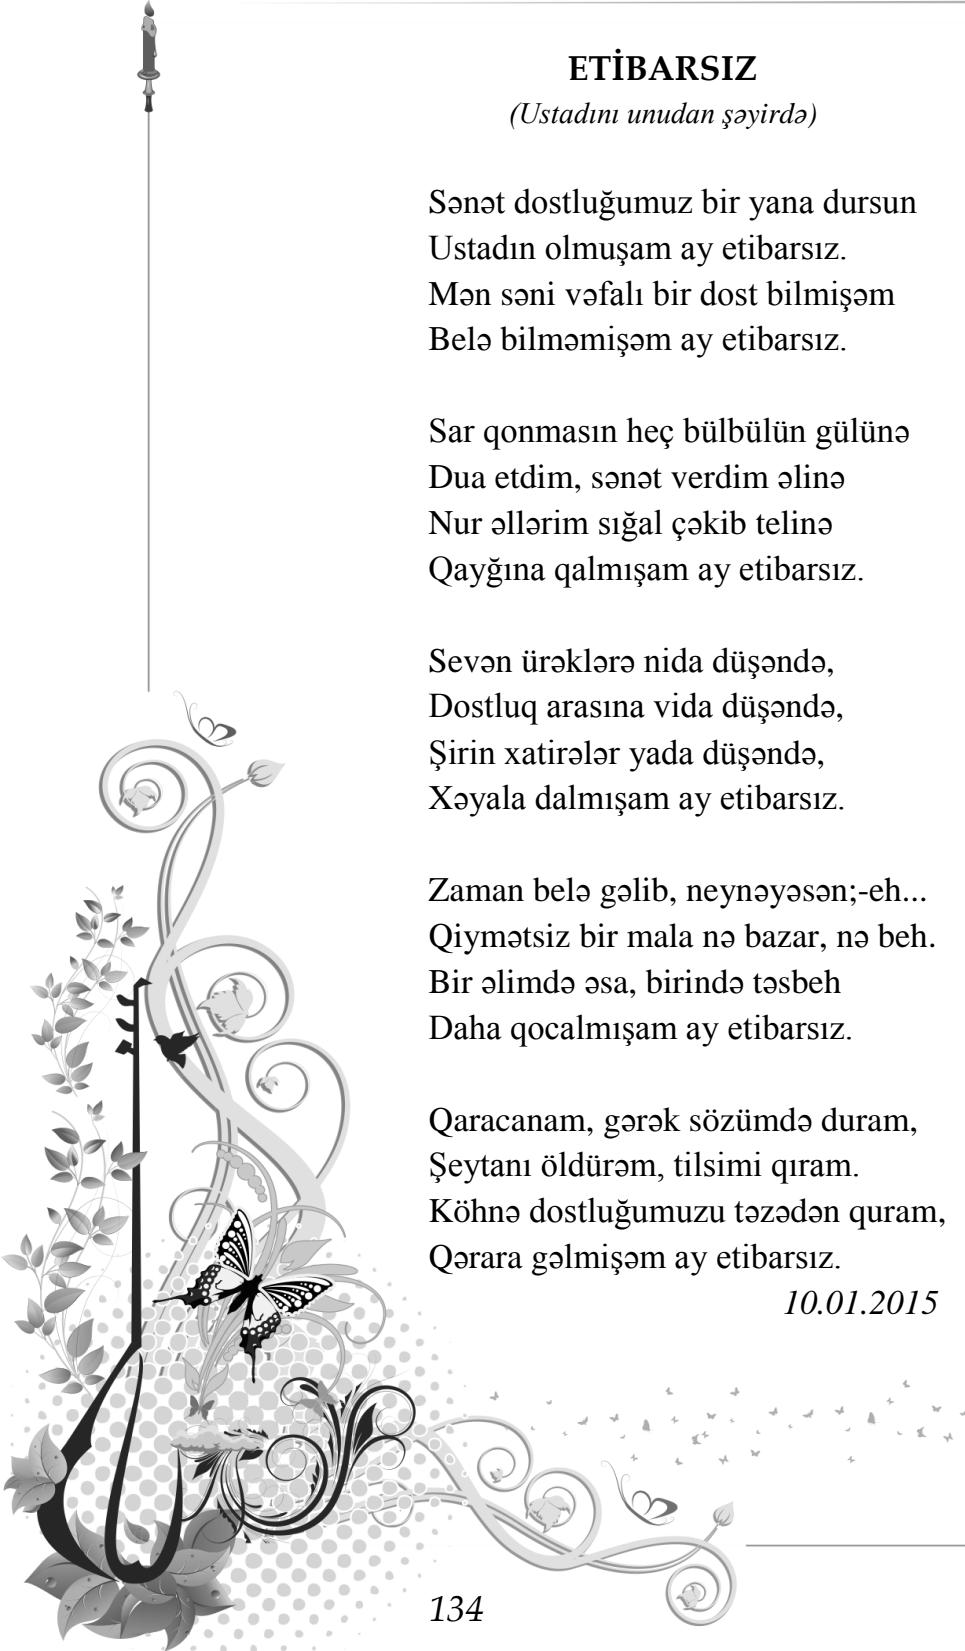 ETİBARSIZ
(Ustadını unudan şəyirdə)
Sənət dostluğumuz bir yana dursun
Ustadın olmuşam ay etibarsız.
Mən səni vəfalı bir dost bilmişəm
Belə bilməmişəm ay etibarsız.
Sar qonmasın heç bülbülün gülünə
Dua etdim, sənət verdim əlinə
Nur əllərim sığal çəkib telinə
Qayğına qalmışam ay etibarsız.
Sevən ürəklərə nida düşəndə,
Dostluq arasına vida düşəndə,
Şirin xatirələr yada düşəndə,
Xəyala dalmışam ay etibarsız.
Zaman belə gəlib, neynəyəsən;-eh...
Qiymətsiz bir mala nə bazar, nə beh.
Bir əlimdə əsa, birində təsbeh
Daha qocalmışam ay etibarsız.
Qaracanam, gərək sözümdə duram,
Şeytanı öldürəm, tilsimi qıram.
Köhnə dostluğumuzu təzədən quram,
Qərara gəlmişəm ay etibarsız.
10.01.2015
134